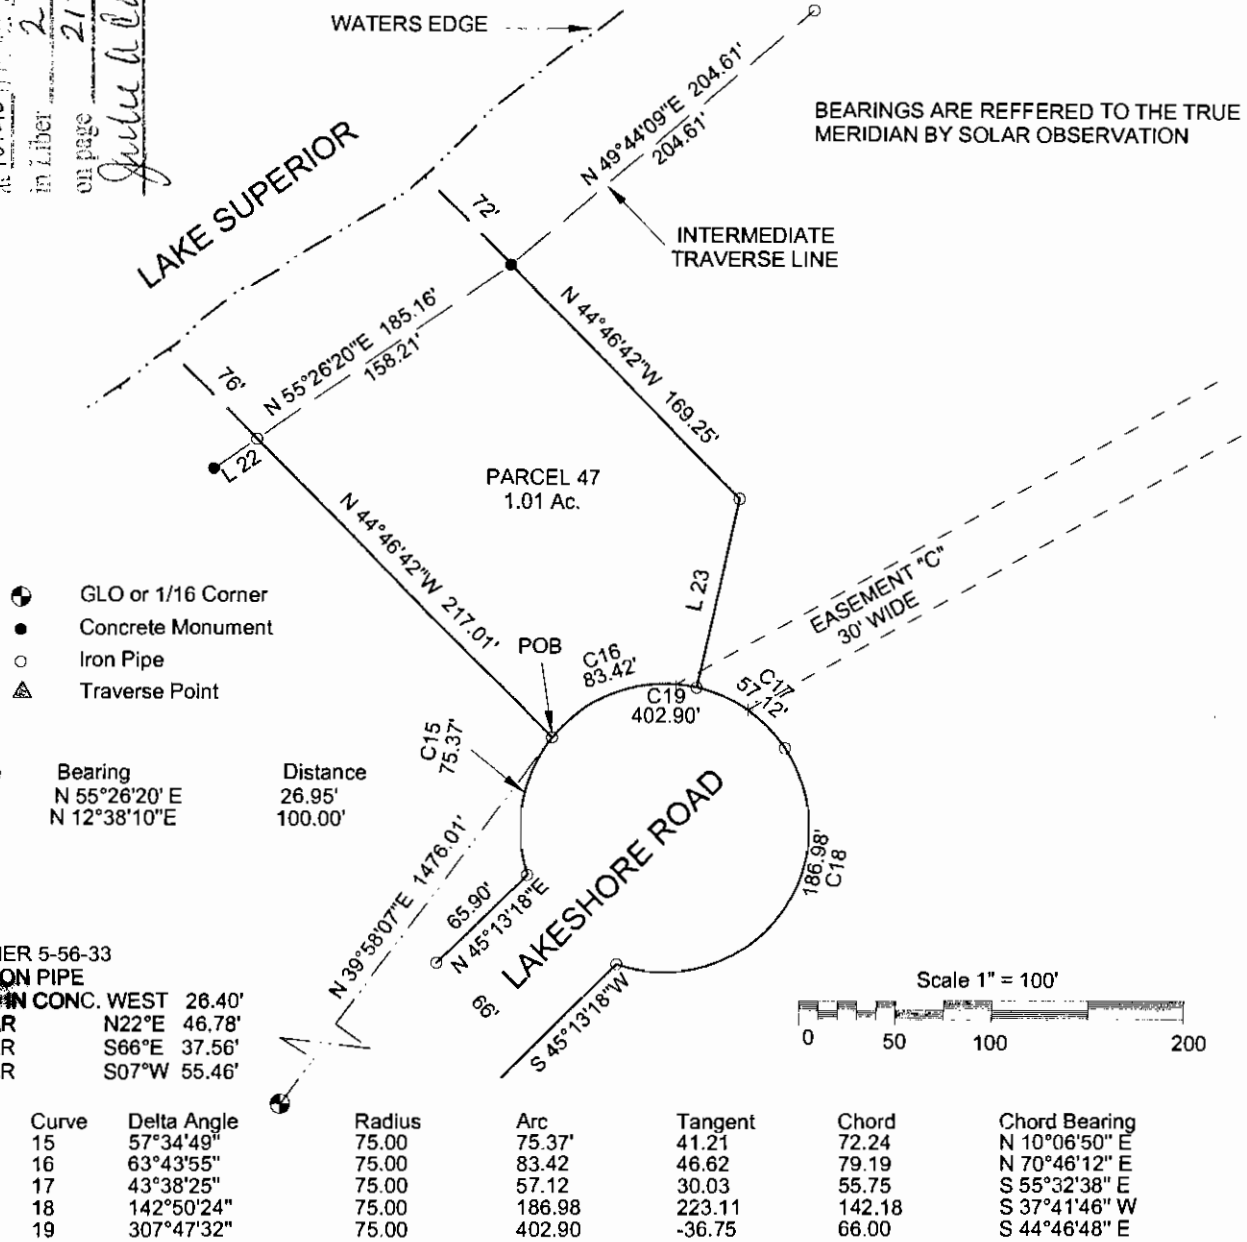 in Liber 2
on page 21
WATERS EDGE
LAKE SUPERIOR
BEARINGS ARE REFFERED TO THE TRUE
MERIDIAN BY SOLAR OBSERVATION
N 49°44'09"E 204.61'
204.61'
INTERMEDIATE
TRAVERSE LINE
72'
76'
N 55°26'20"E 185.16'
158.21'
L 22
N 44°46'42"W 169.25'
PARCEL 47
1.01 Ac.
N 44°46'42"W 217.01'
L 23
EASEMENT "C"
30' WIDE
GLO or 1/16 Corner
Concrete Monument
Iron Pipe
Traverse Point
POB
C16
83.42'
C19
402.90'
C17
57.12'
C15
75.37'
Bearing Distance
N 55°26'20' E 26.95'
N 12°38'10"E 100.00'
N 39°58'07"E 1476.01'
65.90'
N 45°13'18"E
66'
LAKESHORE ROAD
S 45°13'18"W
186.98'
C18
Scale 1" = 100'
0 50 100 200
5-56-33
PIPE
IN CONC. WEST 26.40'
N22°E 46.78'
S66°E 37.56'
S07°W 55.46'
Curve Delta Angle Radius Arc Tangent Chord Chord Bearing
15 57°34'49" 75.00 75.37' 41.21 72.24 N 10°06'50" E
16 63°43'55" 75.00 83.42 46.62 79.19 N 70°46'12" E
17 43°38'25" 75.00 57.12 30.03 55.75 S 55°32'38" E
18 142°50'24" 75.00 186.98 223.11 142.18 S 37°41'46" W
19 307°47'32" 75.00 402.90 -36.75 66.00 S 44°46'48" E